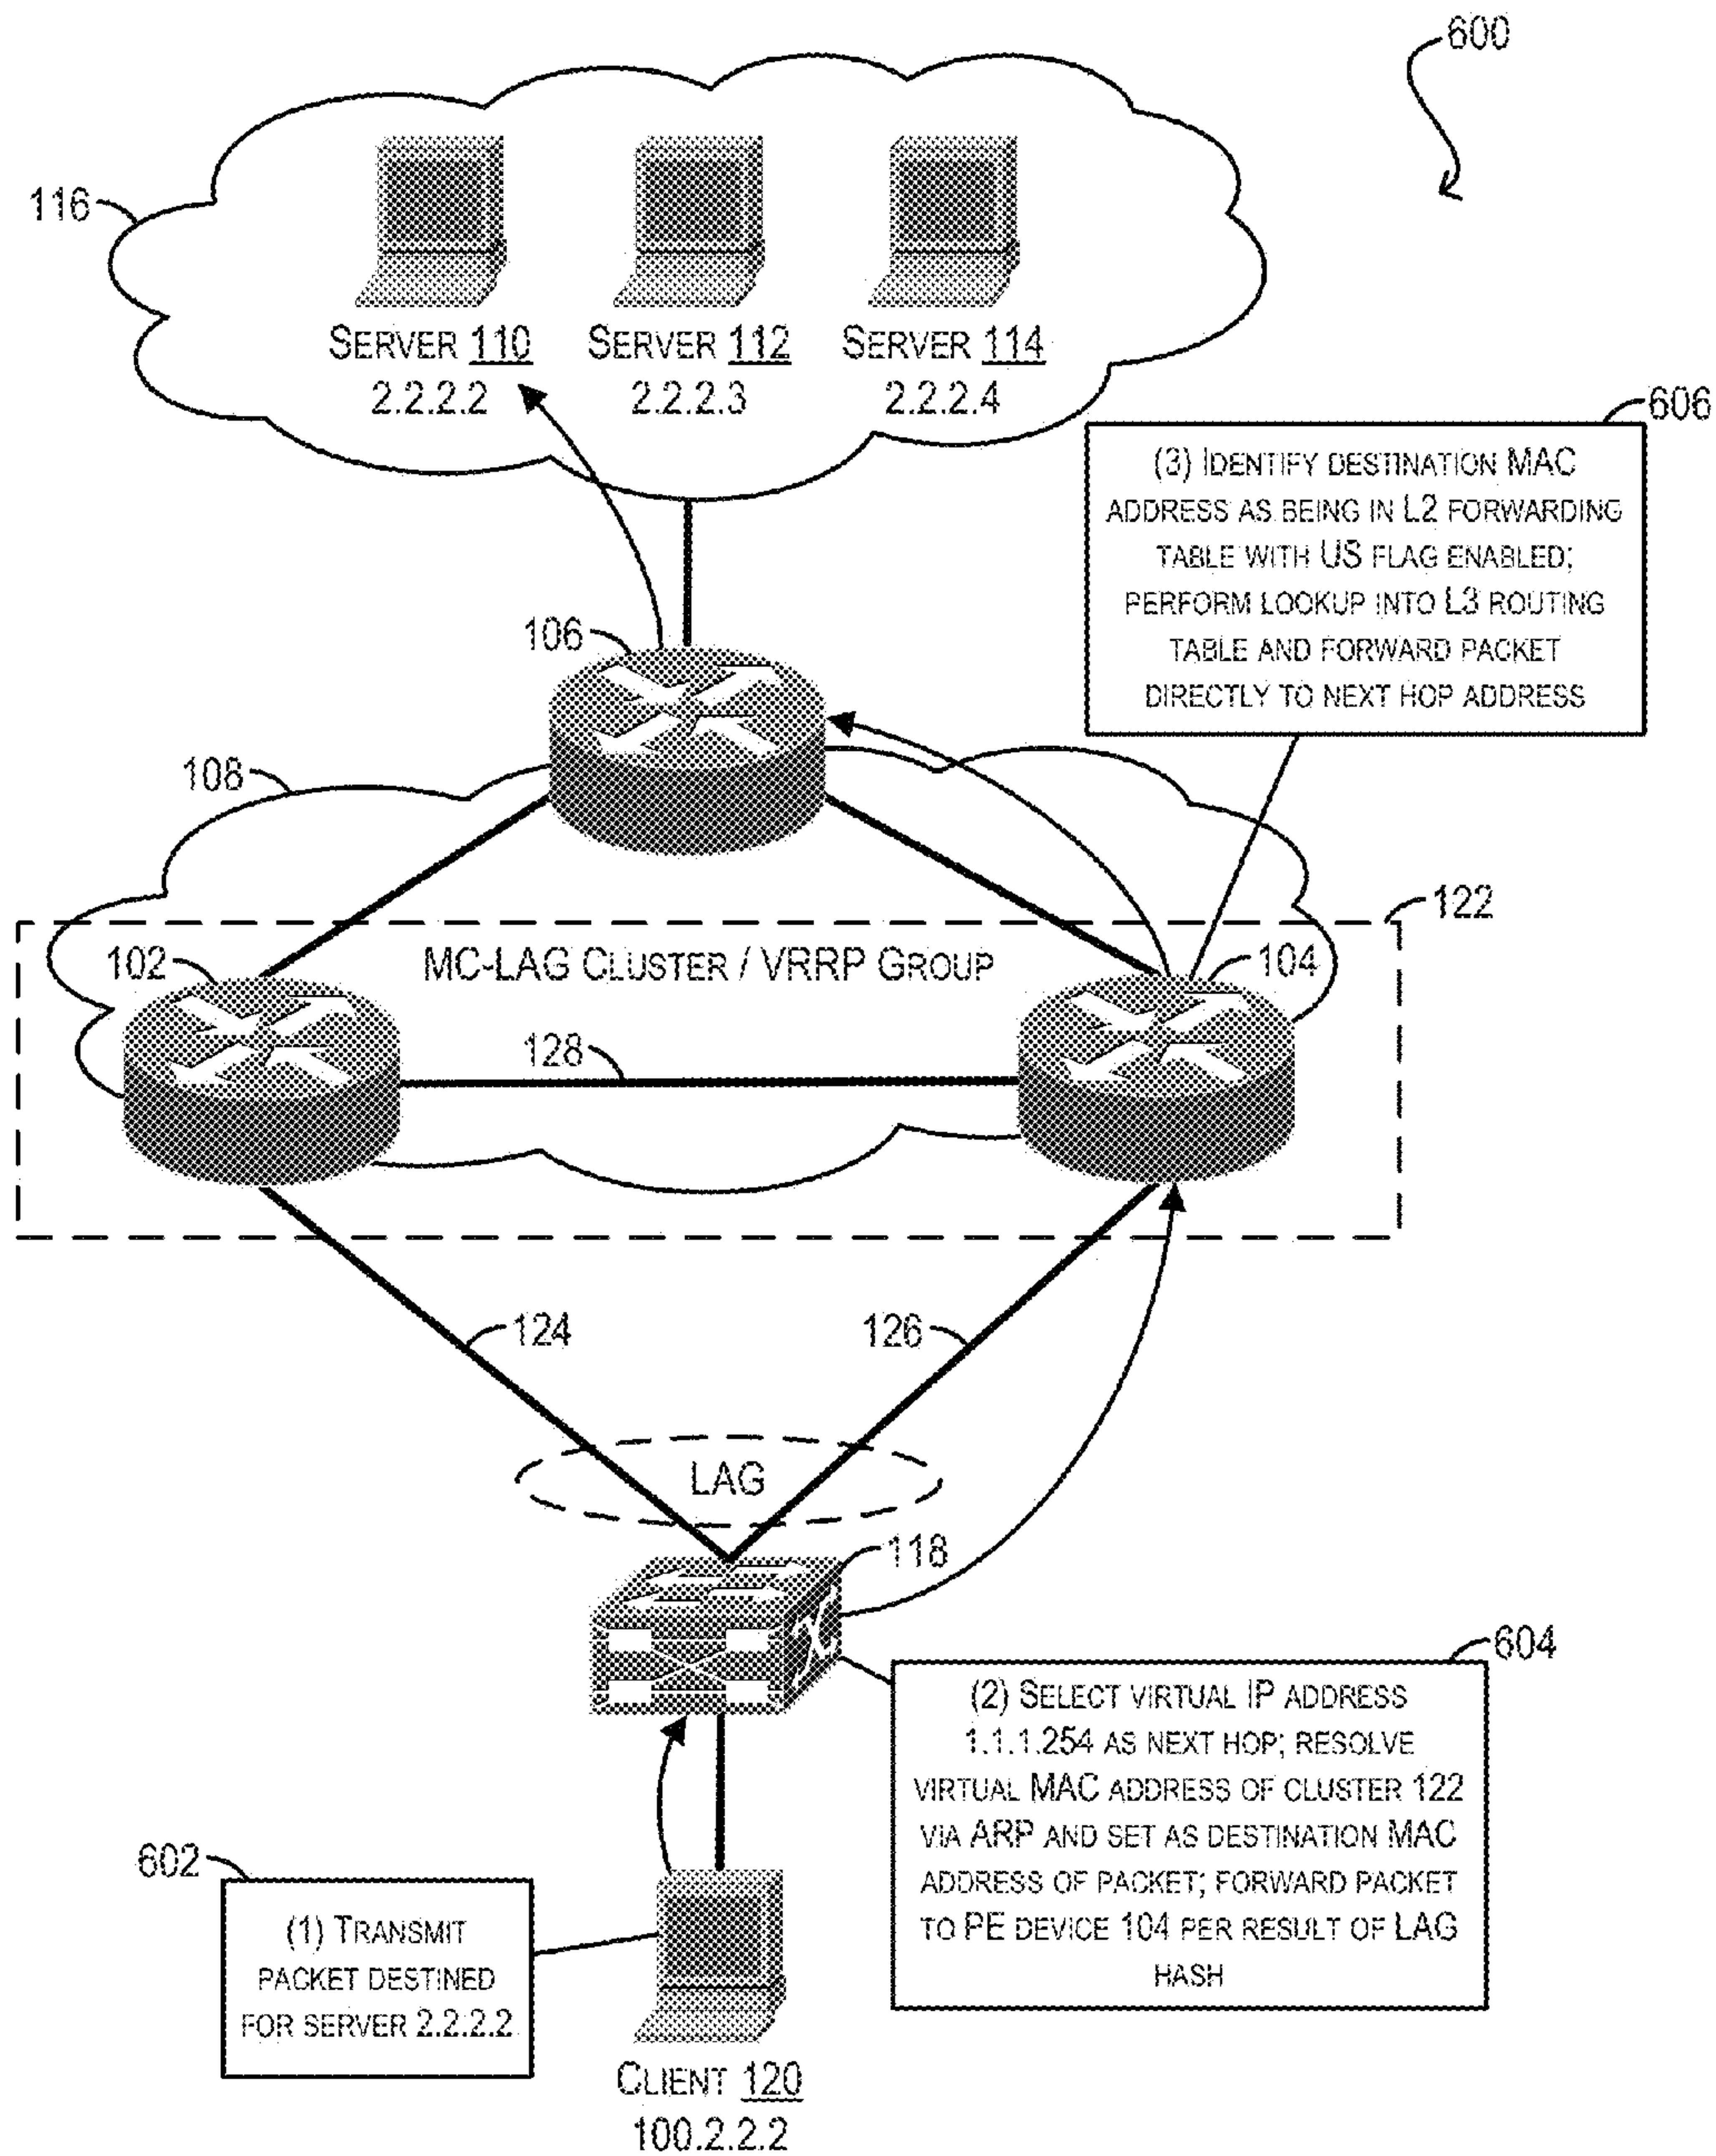 600
116
SERVER 110
2.2.2.2
SERVER 112
2.2.2.3
SERVER 114
2.2.2.4
606
(3) IDENTIFY DESTINATION MAC
ADDRESS AS BEING IN L2 FORWARDING
TABLE WITH US FLAG ENABLED;
PERFORM LOOKUP INTO L3 ROUTING
TABLE AND FORWARD PACKET
DIRECTLY TO NEXT HOP ADDRESS
106
108
122
MC-LAG CLUSTER / VRRP GROUP
102
104
128
124
126
LAG
118
604
(2) SELECT VIRTUAL IP ADDRESS
1.1.1.254 AS NEXT HOP; RESOLVE
VIRTUAL MAC ADDRESS OF CLUSTER 122
VIA ARP AND SET AS DESTINATION MAC
ADDRESS OF PACKET; FORWARD PACKET
TO PE DEVICE 104 PER RESULT OF LAG
HASH
602
(1) TRANSMIT
PACKET DESTINED
FOR SERVER 2.2.2.2
CLIENT 120
100.2.2.2